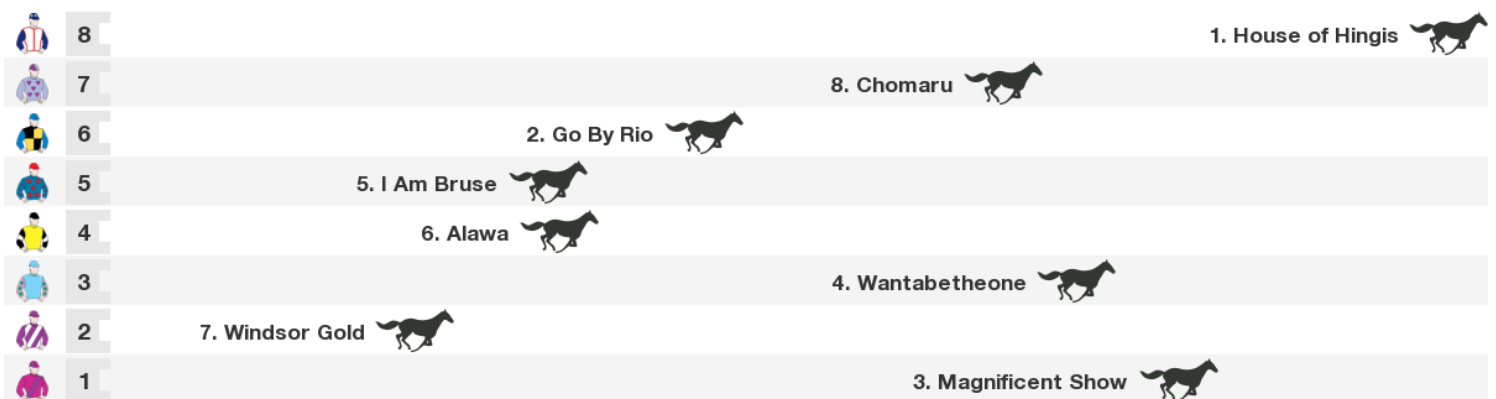 8 1. House of Hingis
7 8. Chomaru
6 2. Go By Rio
5 5. I Am Bruse
4 6. Alawa
3 4. Wantabetheone
2 7. Windsor Gold
1 3. Magnificent Show